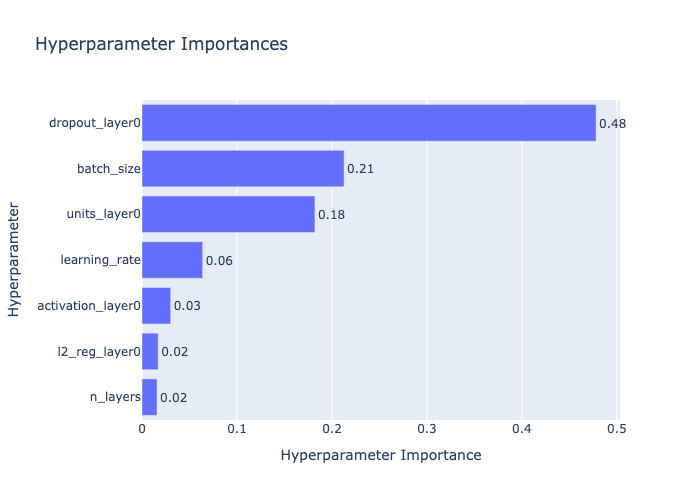 Hyperparameter Importances
dropout_layer0
0.48
batch_size
0.21
units_layer0
0.18
learning_rate
0.06
activation_layer0
0.03
l2_reg_layer0
0.02
n_layers
0.02
0 0.1 0.2 0.3 0.4 0.5
Hyperparameter Importance
Hyperparameter